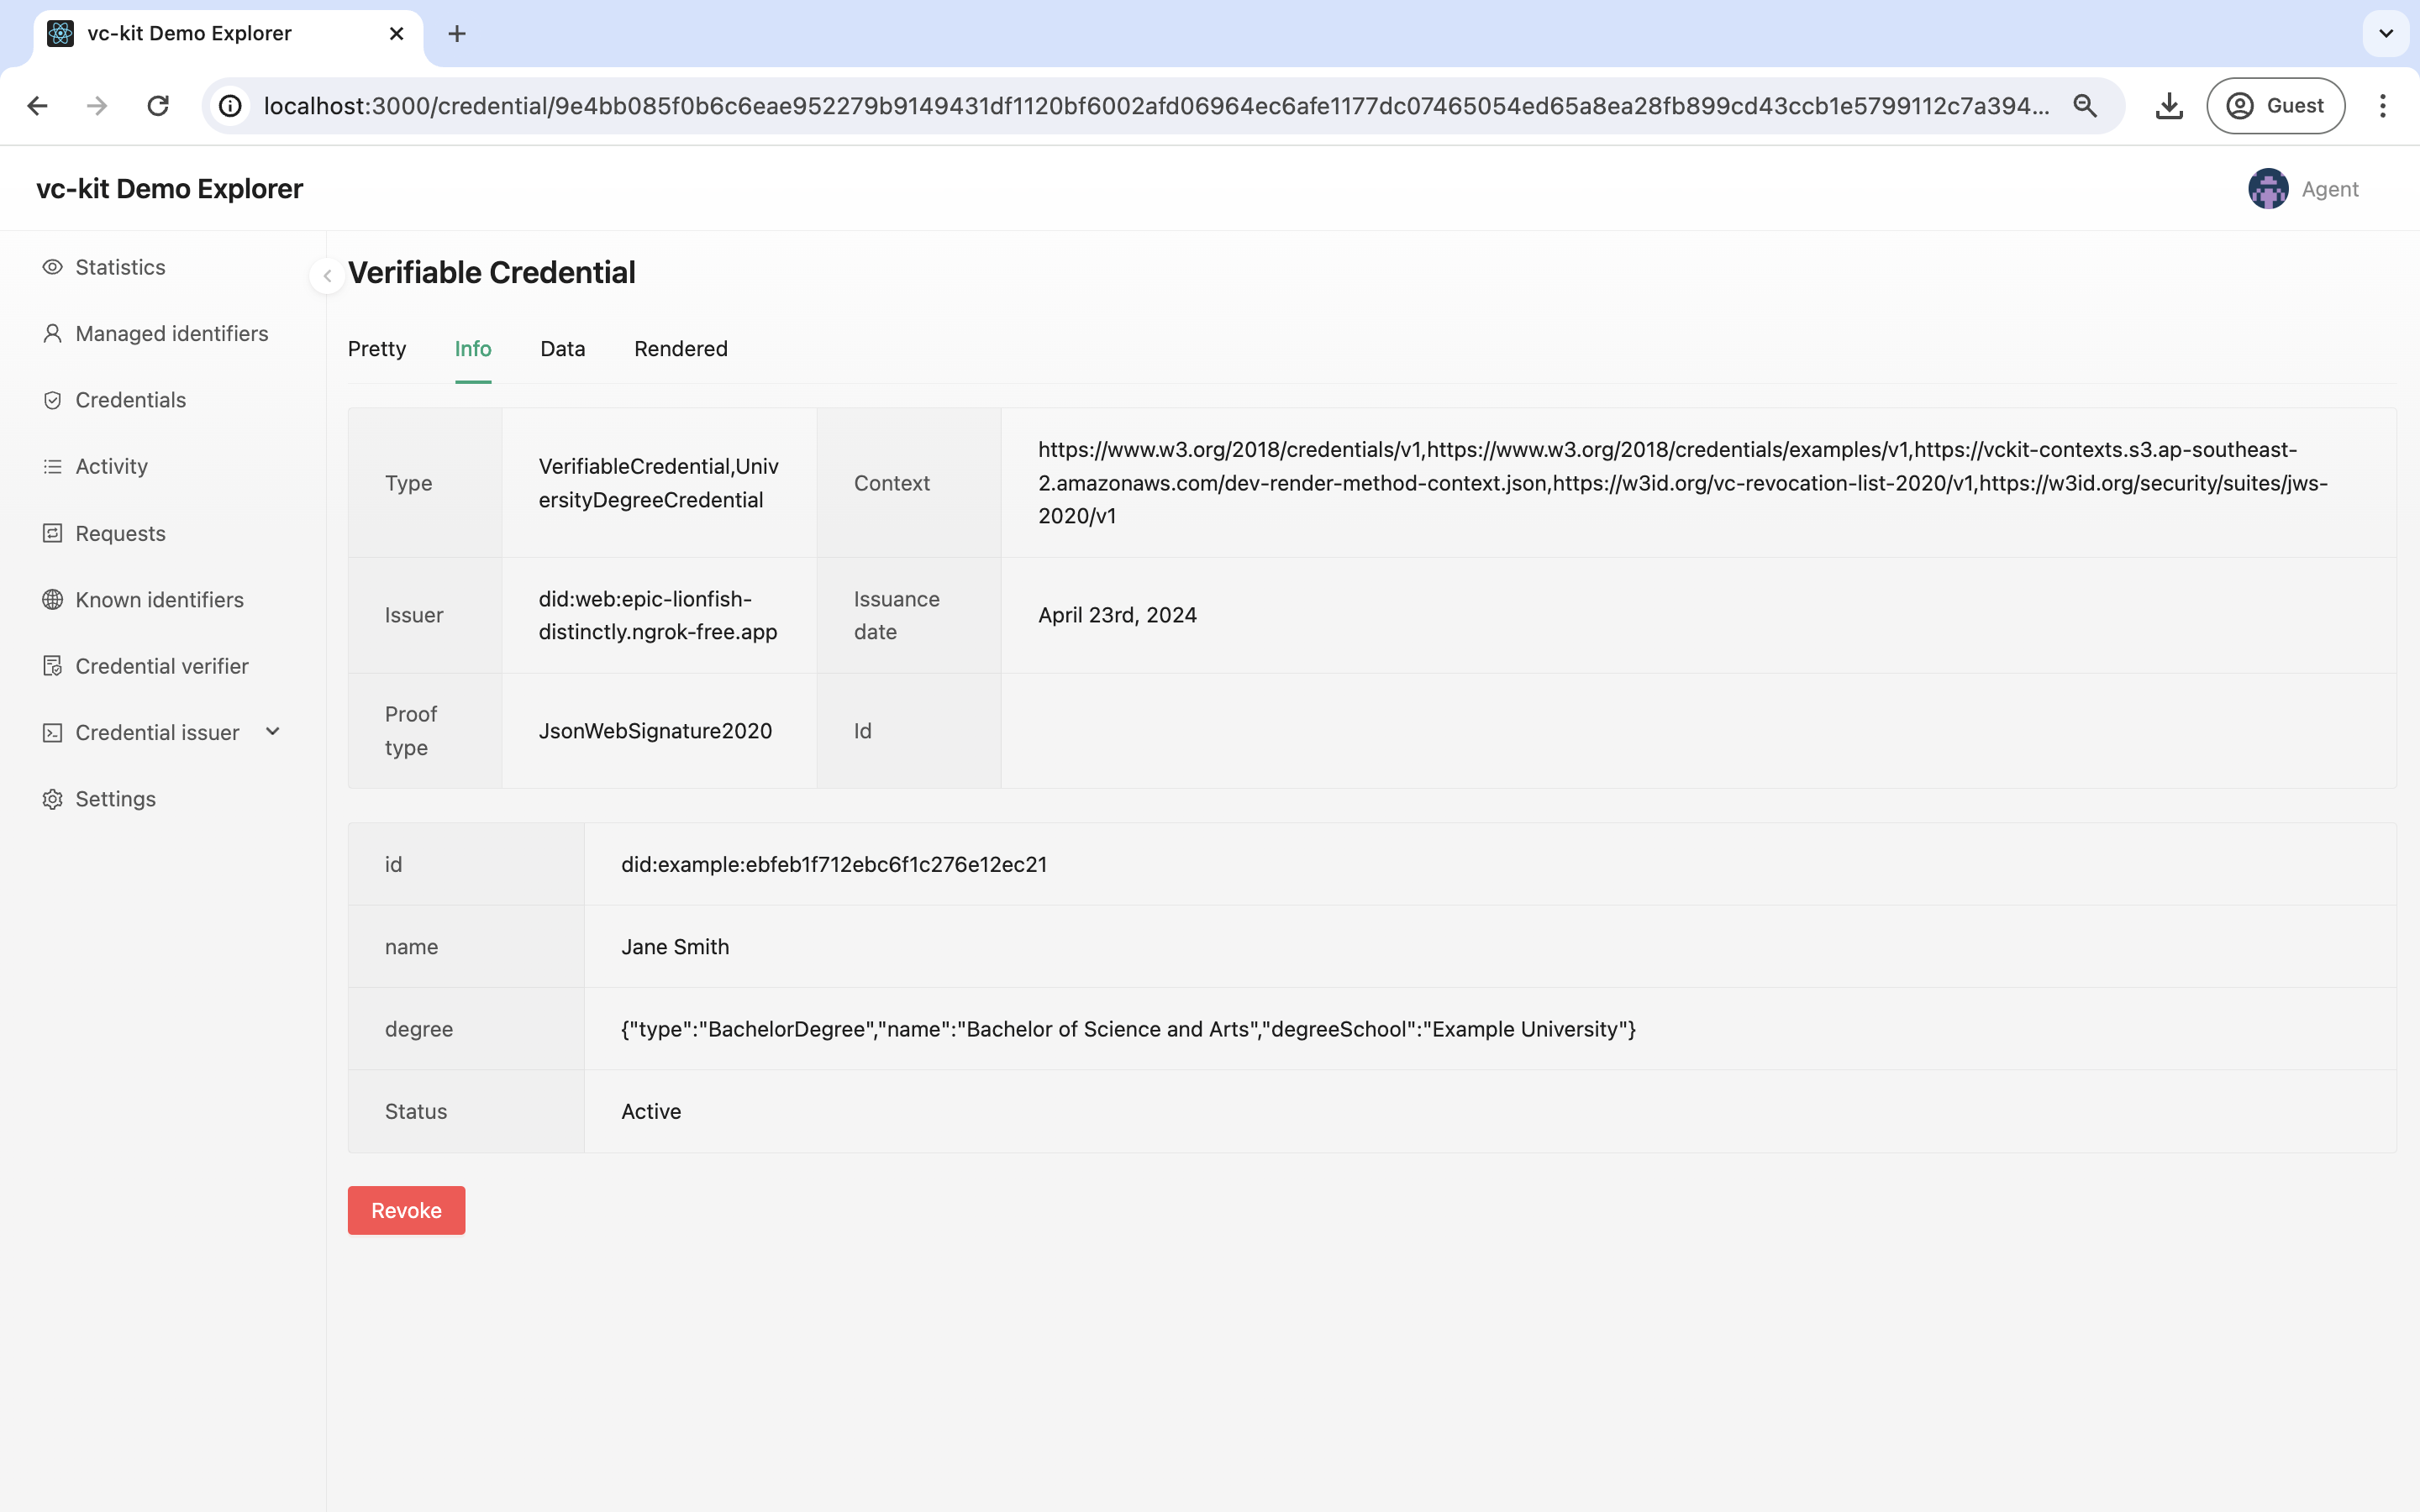 vc-kit Demo Explorer
localhost:3000/credential/9e4bb085f0b6c6eae952279b9149431df1120bf6002afd06964ec6afe1177dc07465054ed65a8ea28fb899cd43ccb1e5799112c7a394...
Guest
vc-kit Demo Explorer
Agent
Statistics
Managed identifiers
Credentials
Activity
Requests
Known identifiers
Credential verifier
Credential issuer
Settings
Verifiable Credential
Pretty Info Data Rendered
Type
VerifiableCredential,Univ
ersityDegreeCredential
Context
https://www.w3.org/2018/credentials/v1,https://www.w3.org/2018/credentials/examples/v1,https://vckit-contexts.s3.ap-southeast-
2.amazonaws.com/dev-render-method-context.json,https://w3id.org/vc-revocation-list-2020/v1,https://w3id.org/security/suites/jws-
2020/v1
Issuer
did:web:epic-lionfish-
distinctly.ngrok-free.app
Issuance
date
April 23rd, 2024
Proof
type
JsonWebSignature2020
Id
id
did:example:ebfeb1f712ebc6f1c276e12ec21
name
Jane Smith
degree
{"type":"BachelorDegree","name":"Bachelor of Science and Arts","degreeSchool":"Example University"}
Status
Active
Revoke